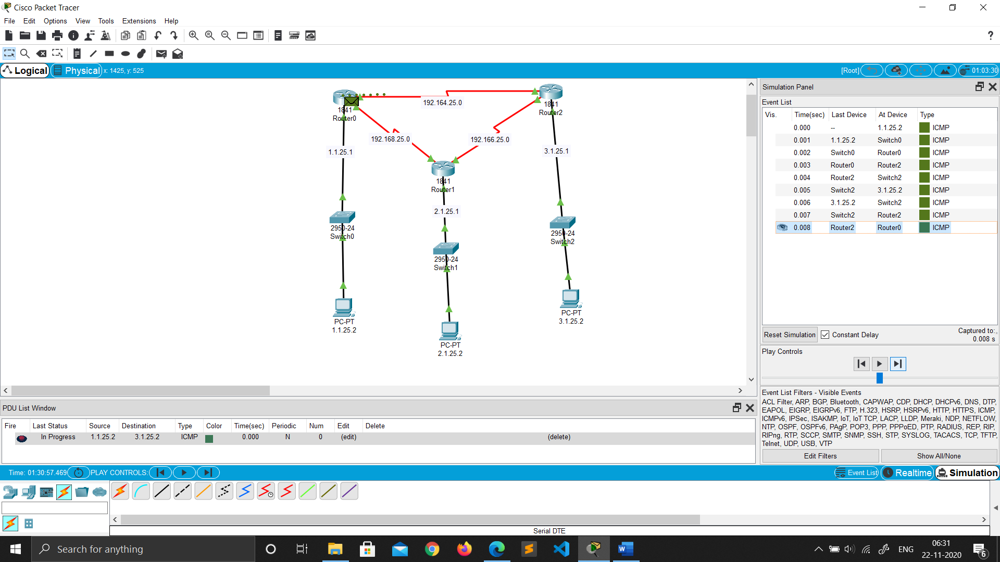 Cisco Packet Tracer
File Edit Options View Tools Extensions Help
?
Logical Physical x: 1425, y: 525 [Root] 01:03:30
192.164.25.0
1841
Router0
1841
Router2
192.168.25.0
192.166.25.0
1.1.25.1
3.1.25.1
1841
Router1
2.1.25.1
2950-24
Switch0
2950-24
Switch2
2950-24
Switch1
PC-PT
1.1.25.2
PC-PT
3.1.25.2
PC-PT
2.1.25.2
Simulation Panel
Event List
Vis. Time(sec) Last Device At Device Type
0.000 -- 1.1.25.2 ICMP
0.001 1.1.25.2 Switch0 ICMP
0.002 Switch0 Router0 ICMP
0.003 Router0 Router2 ICMP
0.004 Router2 Switch2 ICMP
0.005 Switch2 3.1.25.2 ICMP
0.006 3.1.25.2 Switch2 ICMP
0.007 Switch2 Router2 ICMP
0.008 Router2 Router0 ICMP
Reset Simulation Constant Delay Captured to:
0.008 s
Play Controls
Event List Filters - Visible Events
ACL Filter, ARP, BGP, Bluetooth, CAPWAP, CDP, DHCP, DHCPv6, DNS, DTP,
EAPOL, EIGRP, EIGRPv6, FTP, H.323, HSRP, HSRPv6, HTTP, HTTPS, ICMP,
ICMPv6, IPSec, ISAKMP, IoT, IoT TCP, LACP, LLDP, Meraki, NDP, NETFLOW,
NTP, OSPF, OSPFv6, PAgP, POP3, PPP, PPPoED, PTP, RADIUS, REP, RIP,
RIPng, RTP, SCCP, SMTP, SNMP, SSH, STP, SYSLOG, TACACS, TCP, TFTP,
Telnet, UDP, USB, VTP
Edit Filters Show All/None
PDU List Window
Fire Last Status Source Destination Type Color Time(sec) Periodic Num Edit Delete
In Progress 1.1.25.2 3.1.25.2 ICMP 0.000 N 0 (edit) (delete)
Time: 01:30:57.469 PLAY CONTROLS: Event List Realtime Simulation
Serial DTE
Search for anything
ENG
06:31
22-11-2020
6